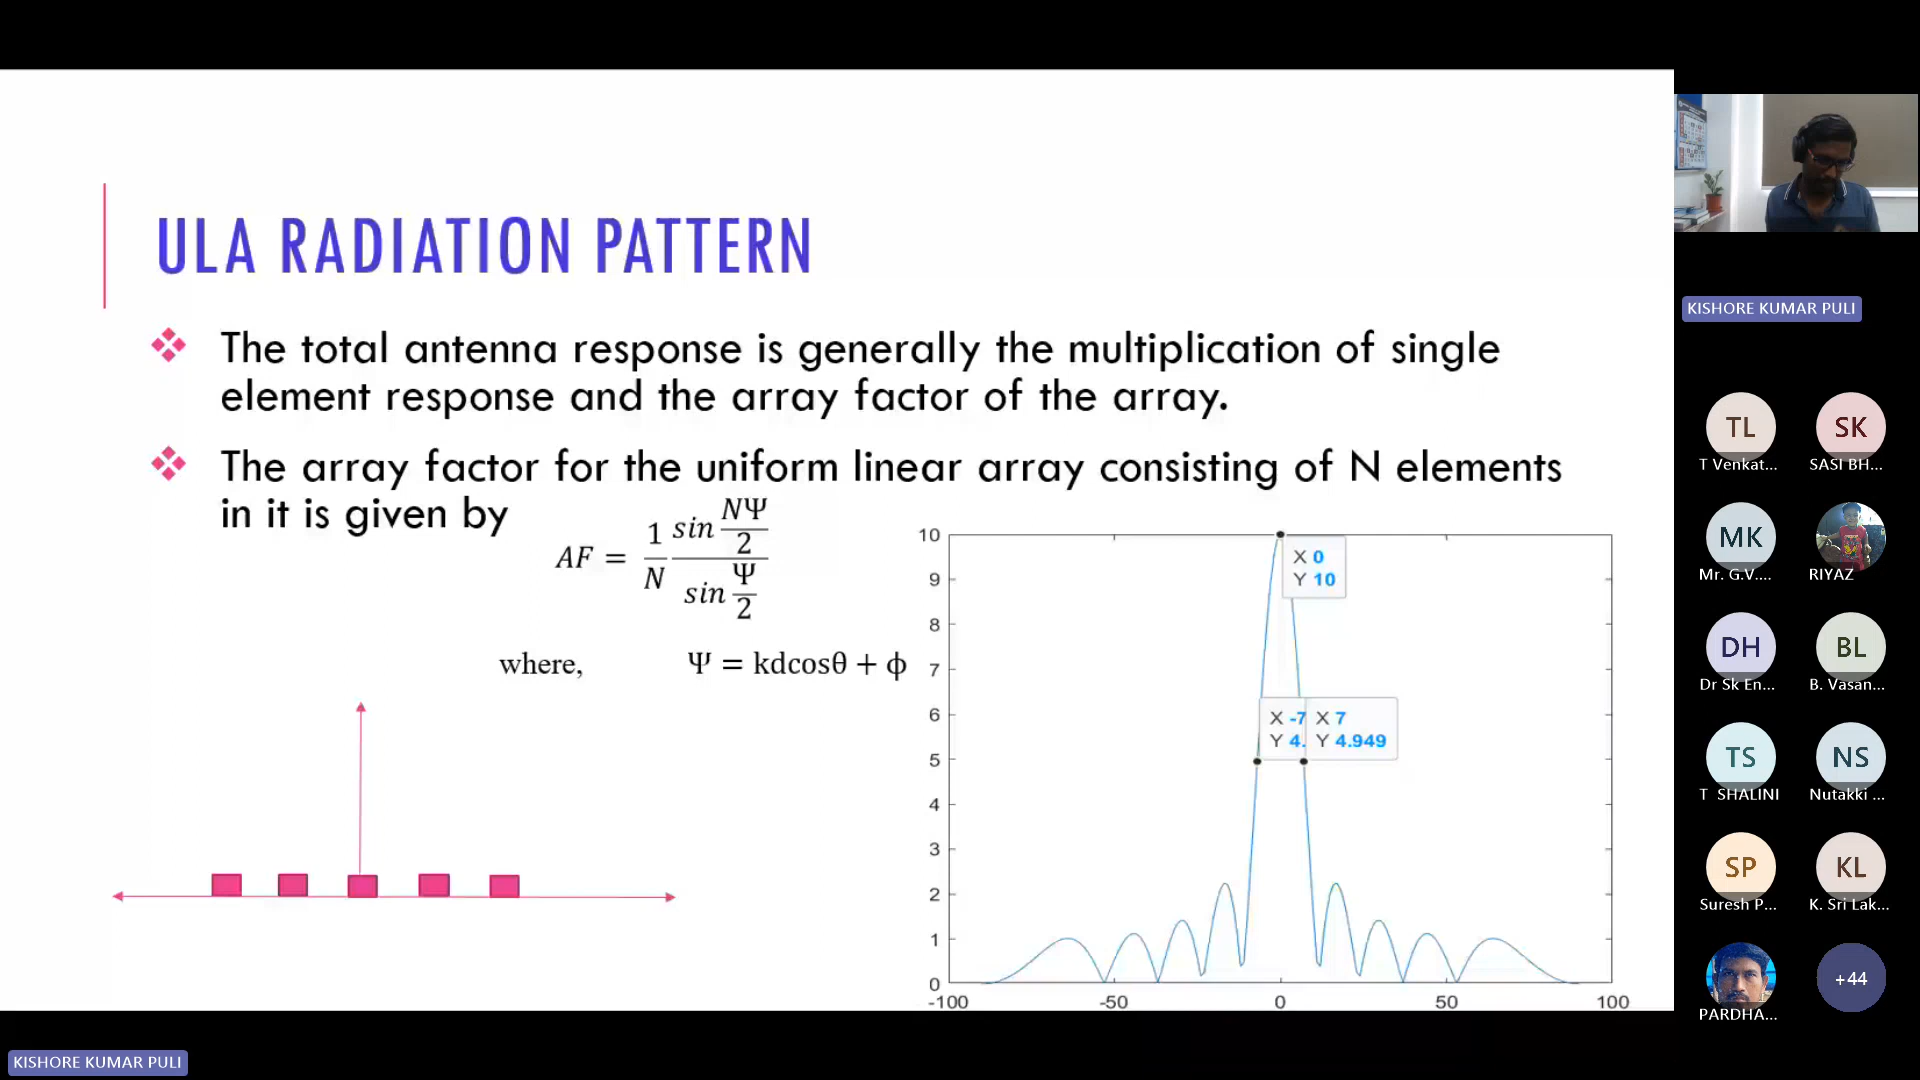 ULA RADIATION PATTERN
The total antenna response is generally the multiplication of single
element response and the array factor of the array.
The array factor for the uniform linear array consisting of N elements
in it is given by
AF = 1/N sin NΨ/2 / sin Ψ/2
where, Ψ = kdcosθ + ϕ
10
9
8
7
6
5
4
3
2
1
0
-100
-50
0
50
100
X 0
Y 10
X -7
Y 4.
X 7
Y 4.949
KISHORE KUMAR PULI
TL
SK
T Venkat...
SASI BH...
MK
Mr. G.V....
RIYAZ
DH
BL
Dr Sk En...
B. Vasan...
TS
NS
T SHALINI
Nutakki ...
SP
KL
Suresh P...
K. Sri Lak...
+44
PARDHA...
KISHORE KUMAR PULI